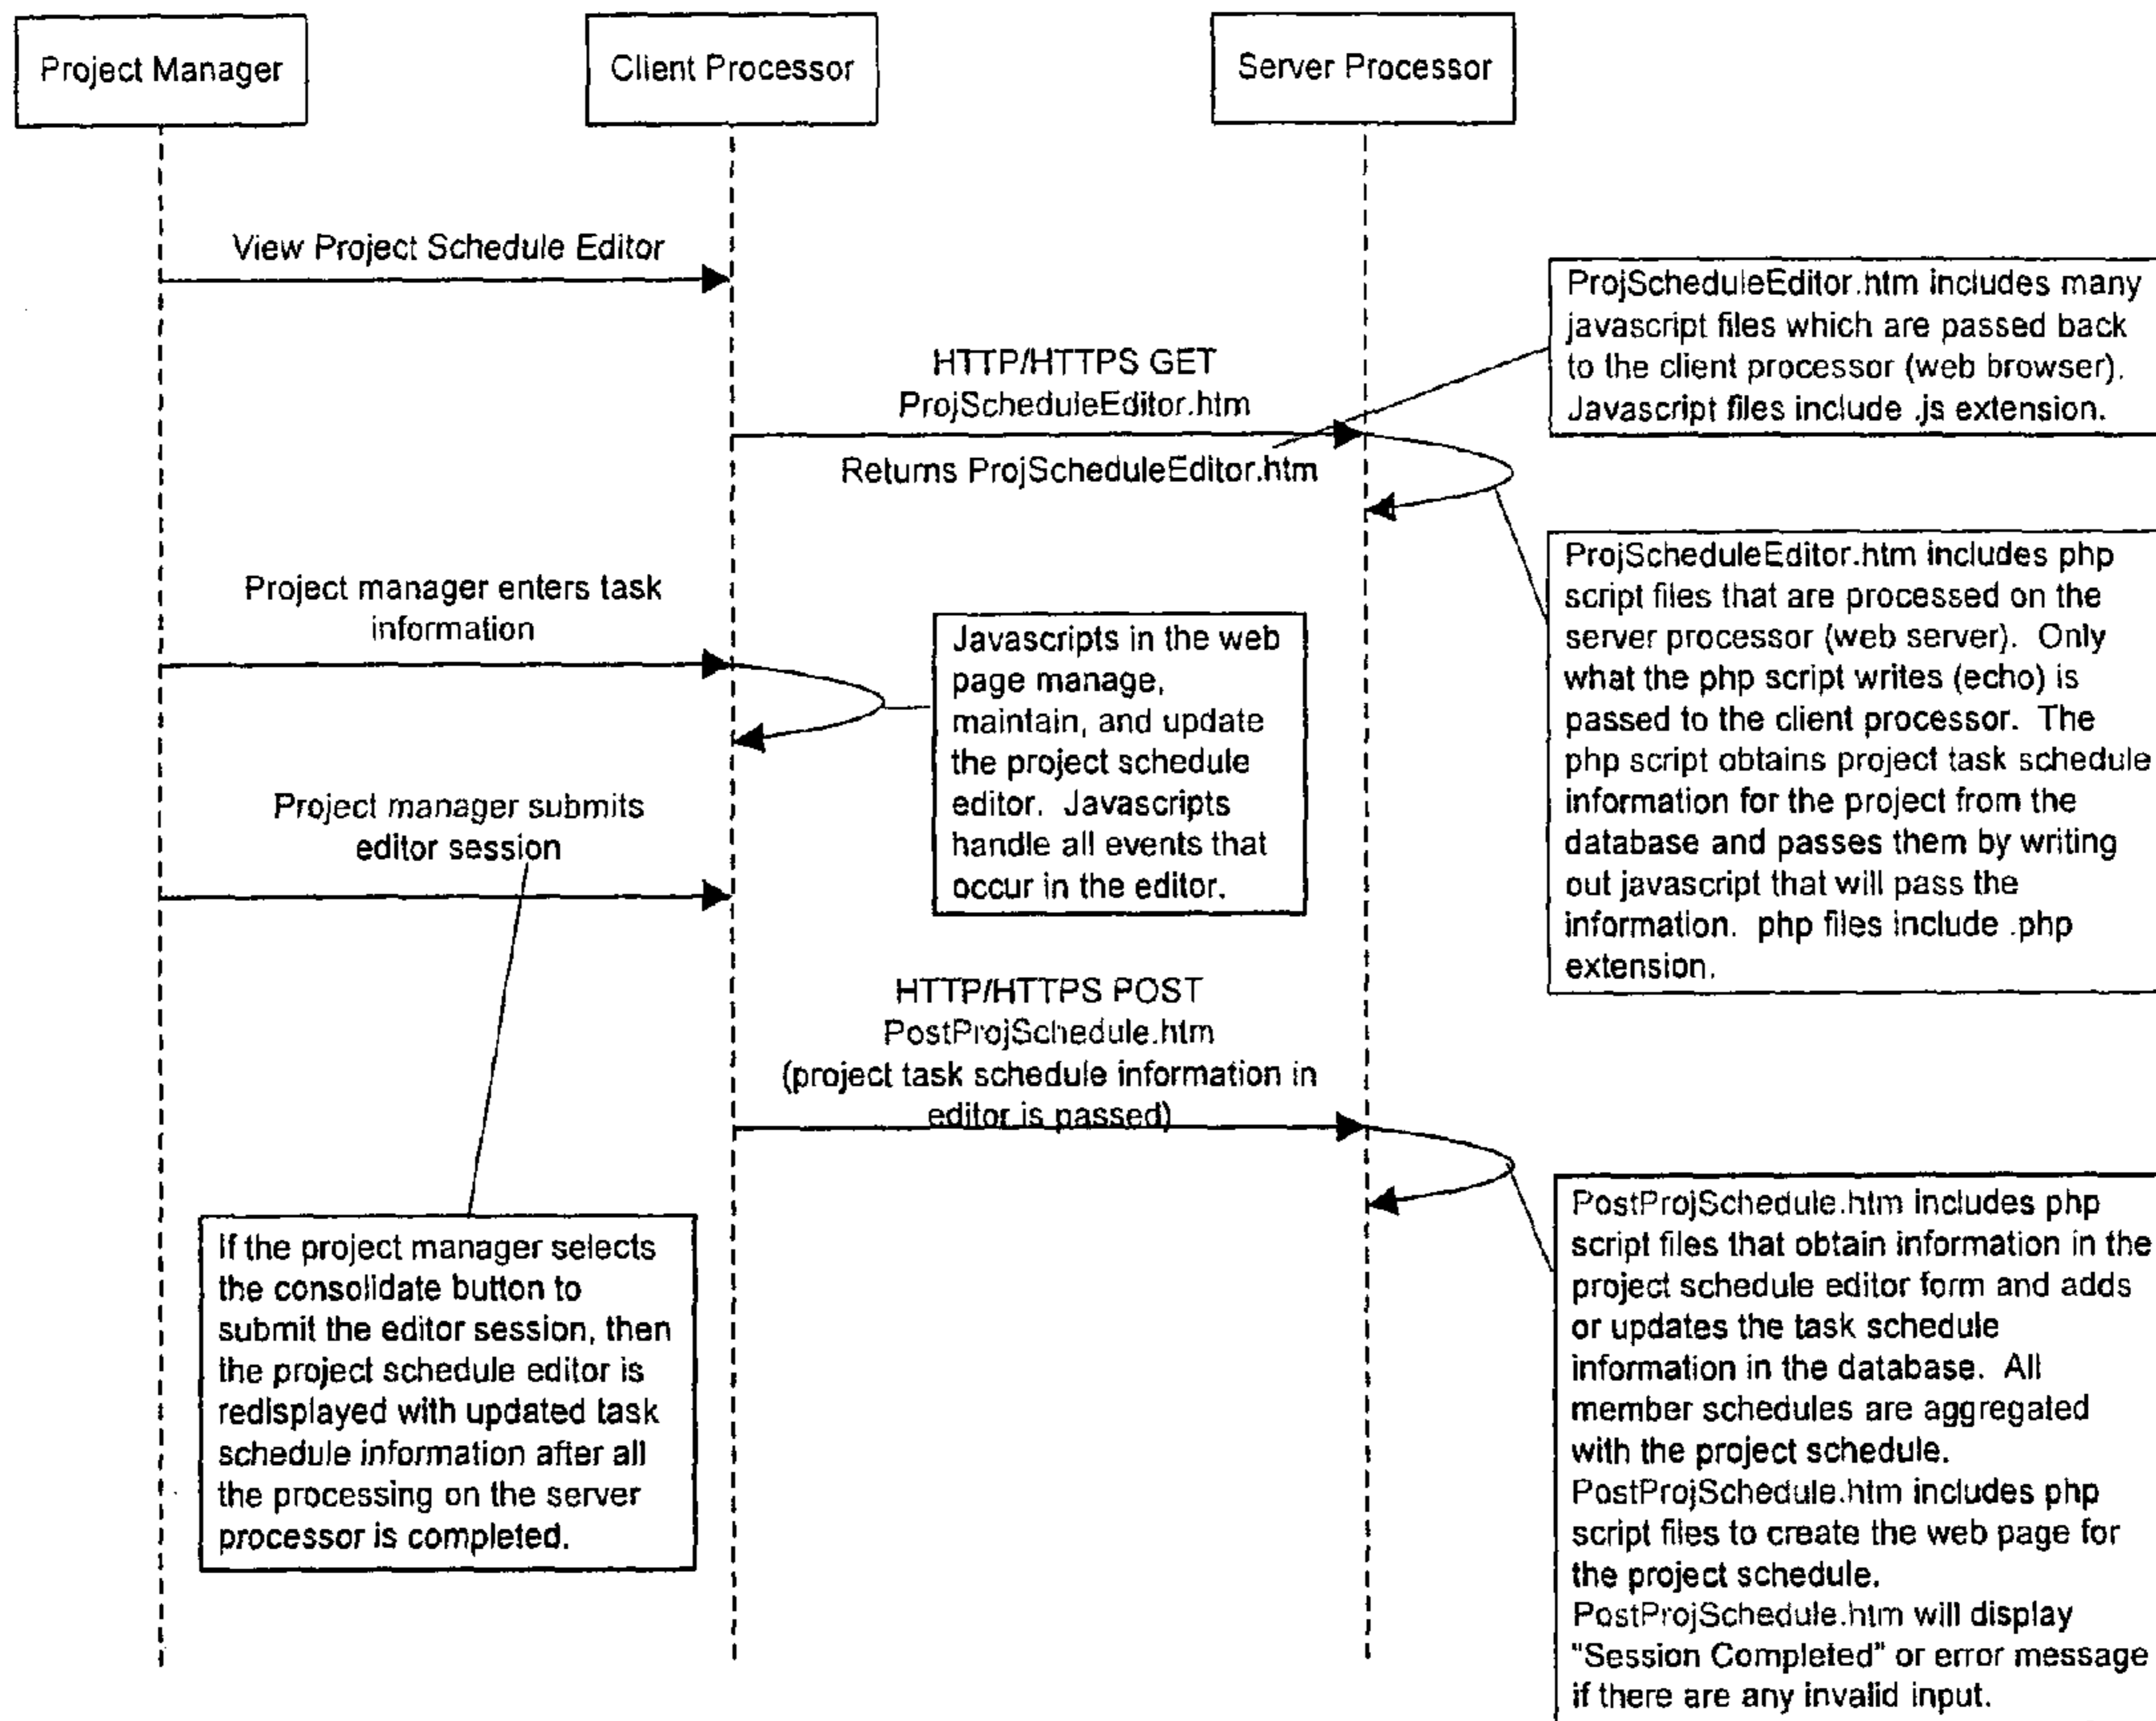 Project Manager
Client Processor
Server Processor
View Project Schedule Editor
HTTP/HTTPS GET
ProjScheduleEditor.htm
Returns ProjScheduleEditor.htm
ProjScheduleEditor.htm includes many
javascript files which are passed back
to the client processor (web browser).
Javascript files include .js extension.
ProjScheduleEditor.htm includes php
script files that are processed on the
server processor (web server). Only
what the php script writes (echo) is
passed to the client processor. The
php script obtains project task schedule
information for the project from the
database and passes them by writing
out javascript that will pass the
information. php files include .php
extension.
Project manager enters task
information
Javascripts in the web
page manage,
maintain, and update
the project schedule
editor. Javascripts
handle all events that
occur in the editor.
Project manager submits
editor session
HTTP/HTTPS POST
PostProjSchedule.htm
(project task schedule information in
editor is passed)
If the project manager selects
the consolidate button to
submit the editor session, then
the project schedule editor is
redisplayed with updated task
schedule information after all
the processing on the server
processor is completed.
PostProjSchedule.htm includes php
script files that obtain information in the
project schedule editor form and adds
or updates the task schedule
information in the database. All
member schedules are aggregated
with the project schedule.
PostProjSchedule.htm includes php
script files to create the web page for
the project schedule.
PostProjSchedule.htm will display
"Session Completed" or error message
if there are any invalid input.